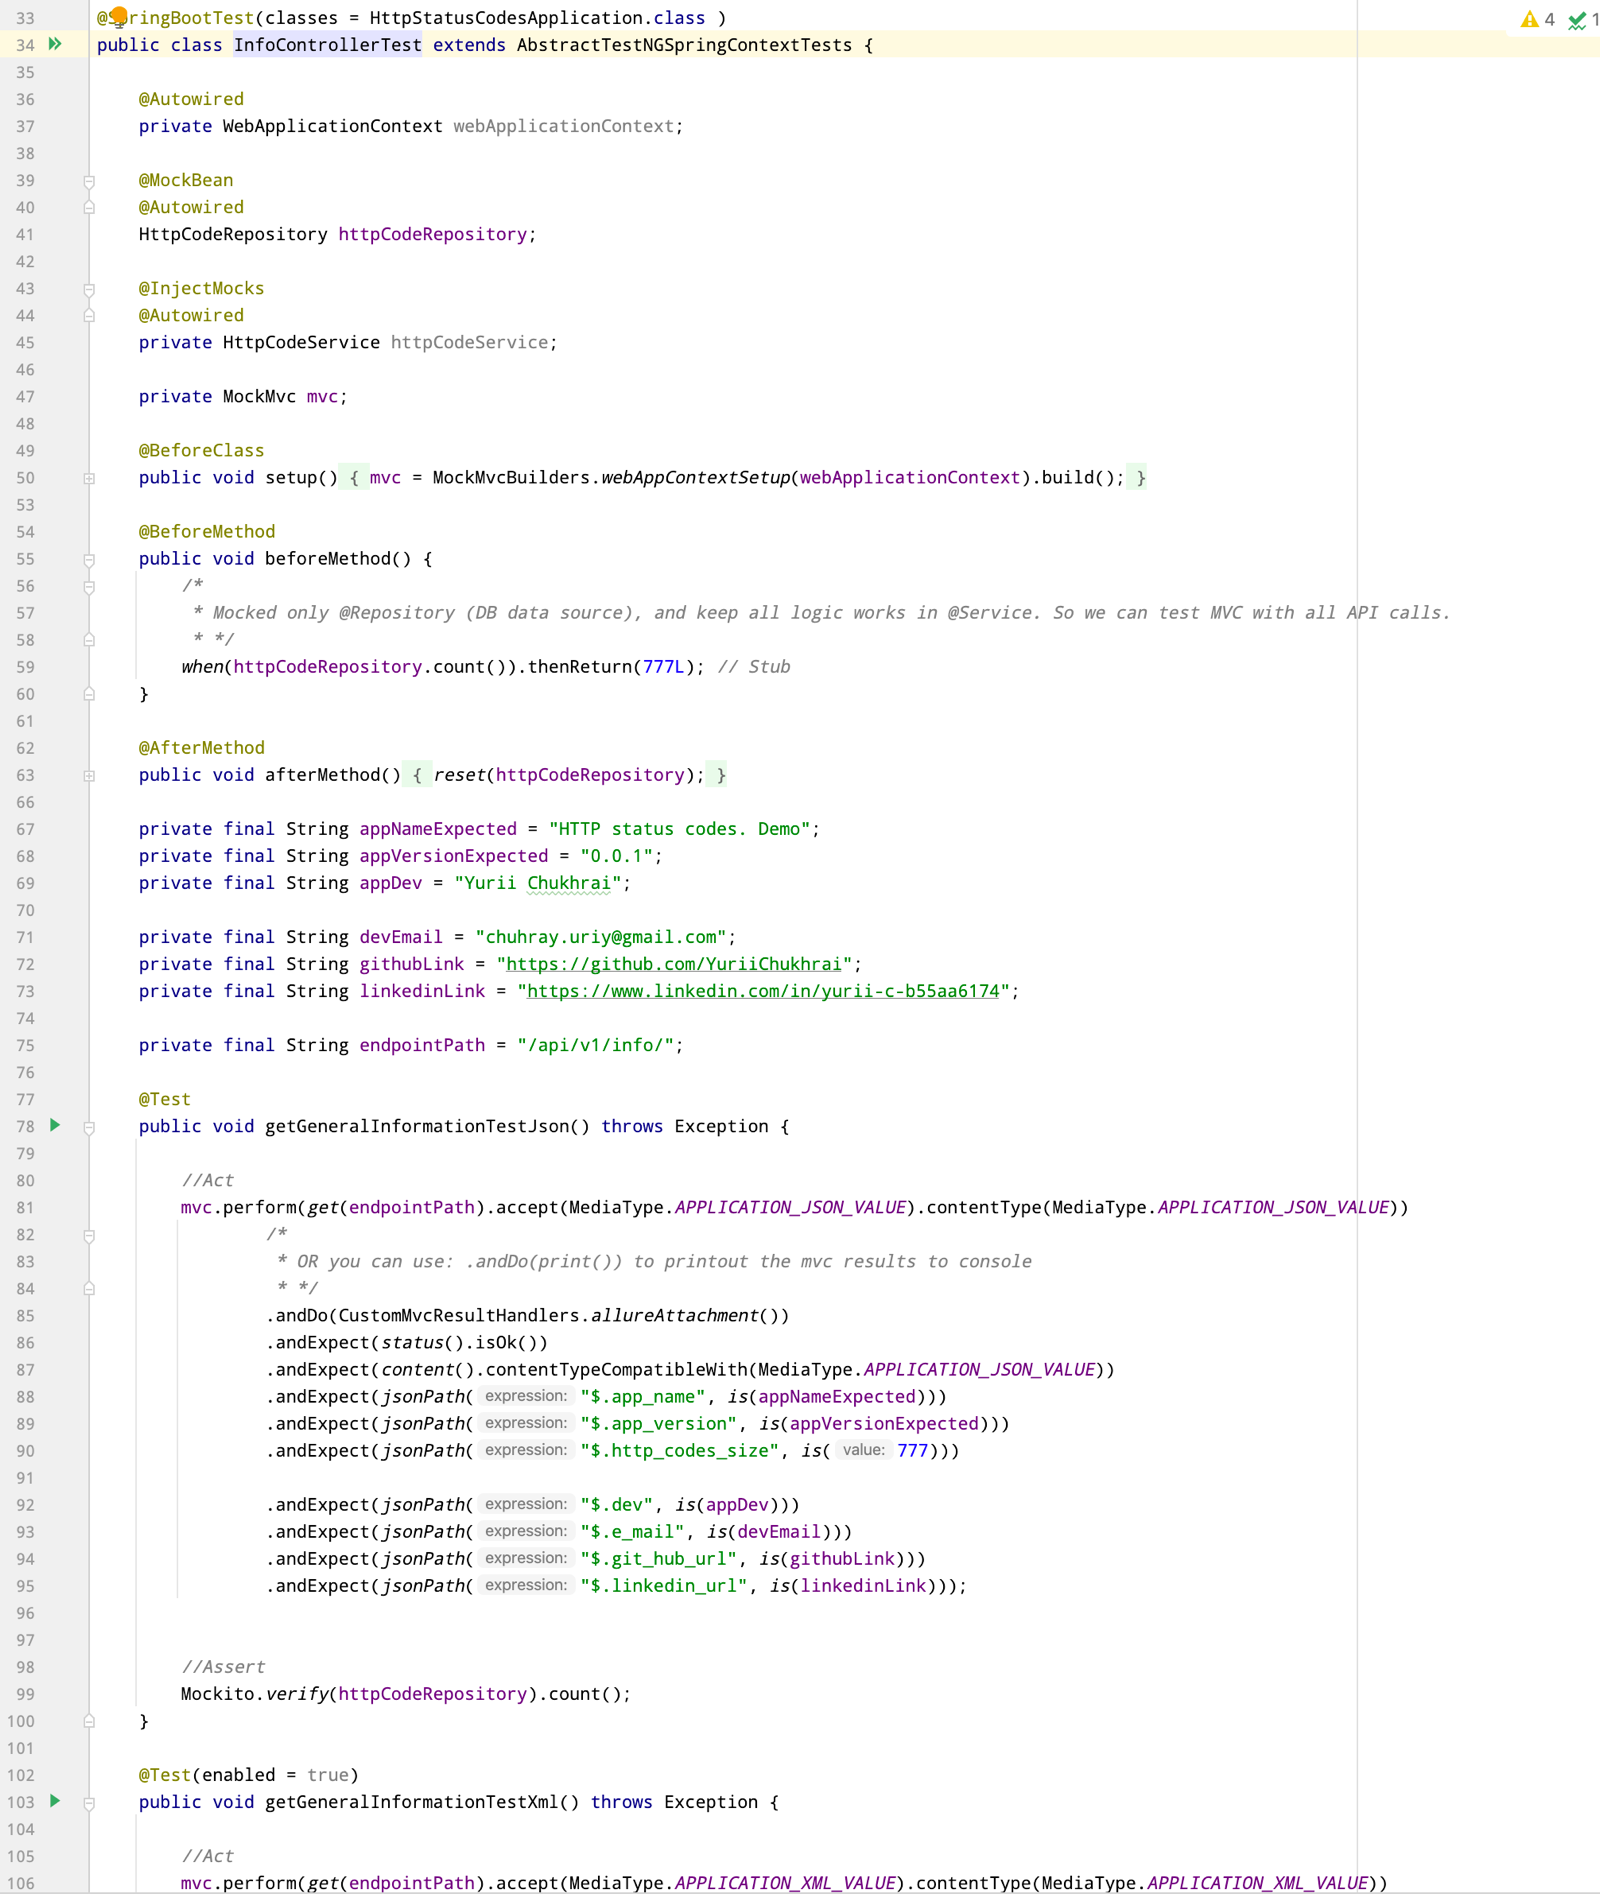 33 @SpringBootTest(classes = HttpStatusCodesApplication.class ) 4 1
34 public class InfoControllerTest extends AbstractTestNGSpringContextTests {
35
36 @Autowired
37 private WebApplicationContext webApplicationContext;
38
39 @MockBean
40 @Autowired
41 HttpCodeRepository httpCodeRepository;
42
43 @InjectMocks
44 @Autowired
45 private HttpCodeService httpCodeService;
46
47 private MockMvc mvc;
48
49 @BeforeClass
50 public void setup() { mvc = MockMvcBuilders.webAppContextSetup(webApplicationContext).build(); }
53
54 @BeforeMethod
55 public void beforeMethod() {
56 /*
57 * Mocked only @Repository (DB data source), and keep all logic works in @Service. So we can test MVC with all API calls.
58 * */
59 when(httpCodeRepository.count()).thenReturn(777L); // Stub
60 }
61
62 @AfterMethod
63 public void afterMethod() { reset(httpCodeRepository); }
66
67 private final String appNameExpected = "HTTP status codes. Demo";
68 private final String appVersionExpected = "0.0.1";
69 private final String appDev = "Yurii Chukhrai";
70
71 private final String devEmail = "chuhray.uriy@gmail.com";
72 private final String githubLink = "https://github.com/YuriiChukhrai";
73 private final String linkedinLink = "https://www.linkedin.com/in/yurii-c-b55aa6174";
74
75 private final String endpointPath = "/api/v1/info/";
76
77 @Test
78 public void getGeneralInformationTestJson() throws Exception {
79
80 //Act
81 mvc.perform(get(endpointPath).accept(MediaType.APPLICATION_JSON_VALUE).contentType(MediaType.APPLICATION_JSON_VALUE))
82 /*
83 * OR you can use: .andDo(print()) to printout the mvc results to console
84 * */
85 .andDo(CustomMvcResultHandlers.allureAttachment())
86 .andExpect(status().isOk())
87 .andExpect(content().contentTypeCompatibleWith(MediaType.APPLICATION_JSON_VALUE))
88 .andExpect(jsonPath( expression: "$.app_name", is(appNameExpected)))
89 .andExpect(jsonPath( expression: "$.app_version", is(appVersionExpected)))
90 .andExpect(jsonPath( expression: "$.http_codes_size", is( value: 777)))
91
92 .andExpect(jsonPath( expression: "$.dev", is(appDev)))
93 .andExpect(jsonPath( expression: "$.e_mail", is(devEmail)))
94 .andExpect(jsonPath( expression: "$.git_hub_url", is(githubLink)))
95 .andExpect(jsonPath( expression: "$.linkedin_url", is(linkedinLink)));
96
97
98 //Assert
99 Mockito.verify(httpCodeRepository).count();
100 }
101
102 @Test(enabled = true)
103 public void getGeneralInformationTestXml() throws Exception {
104
105 //Act
106 mvc.perform(get(endpointPath).accept(MediaType.APPLICATION_XML_VALUE).contentType(MediaType.APPLICATION_XML_VALUE))